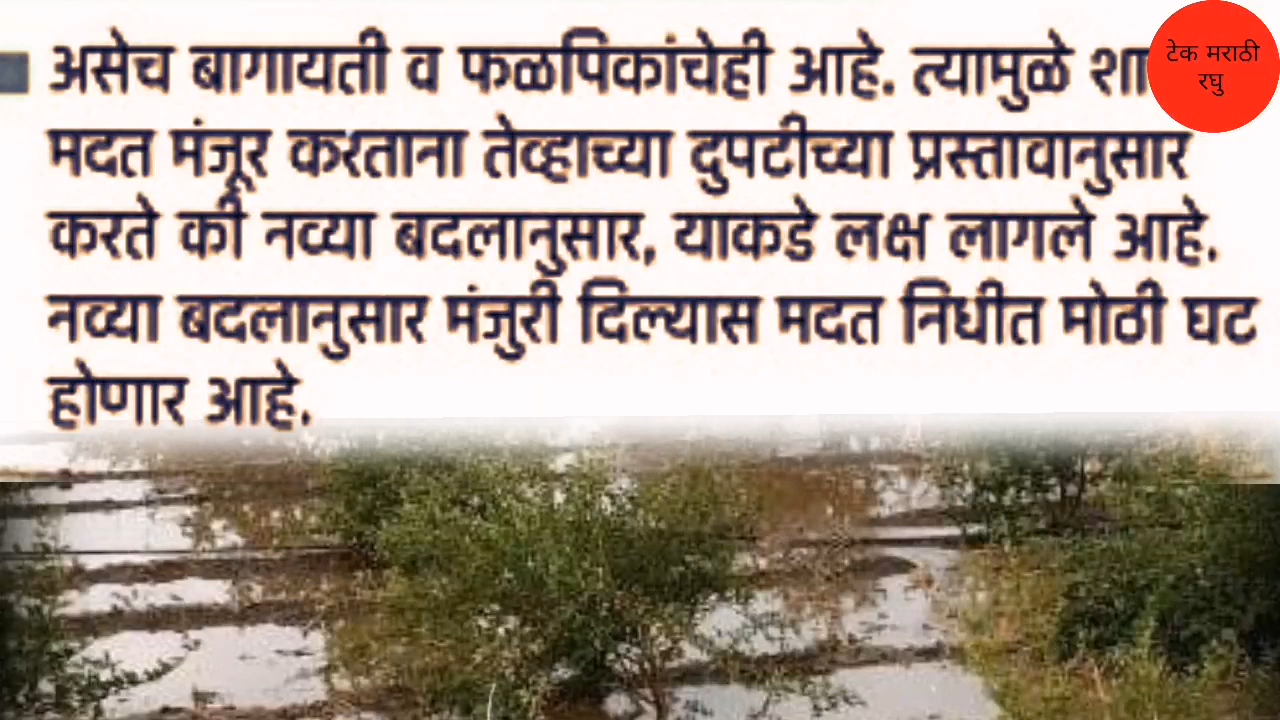 असेच बागायती व फळपिकांचेही आहे. त्यामुळे
मदत मंजूर करताना तेव्हाच्या दुपटीच्या प्रस्तावानुसार
करते की नव्या बदलानुसार, याकडे लक्ष लागले आहे.
नव्या बदलानुसार मंजुरी दिल्यास मदत निधीत मोठी घट
होणार आहे.
टेक मराठी
रघु